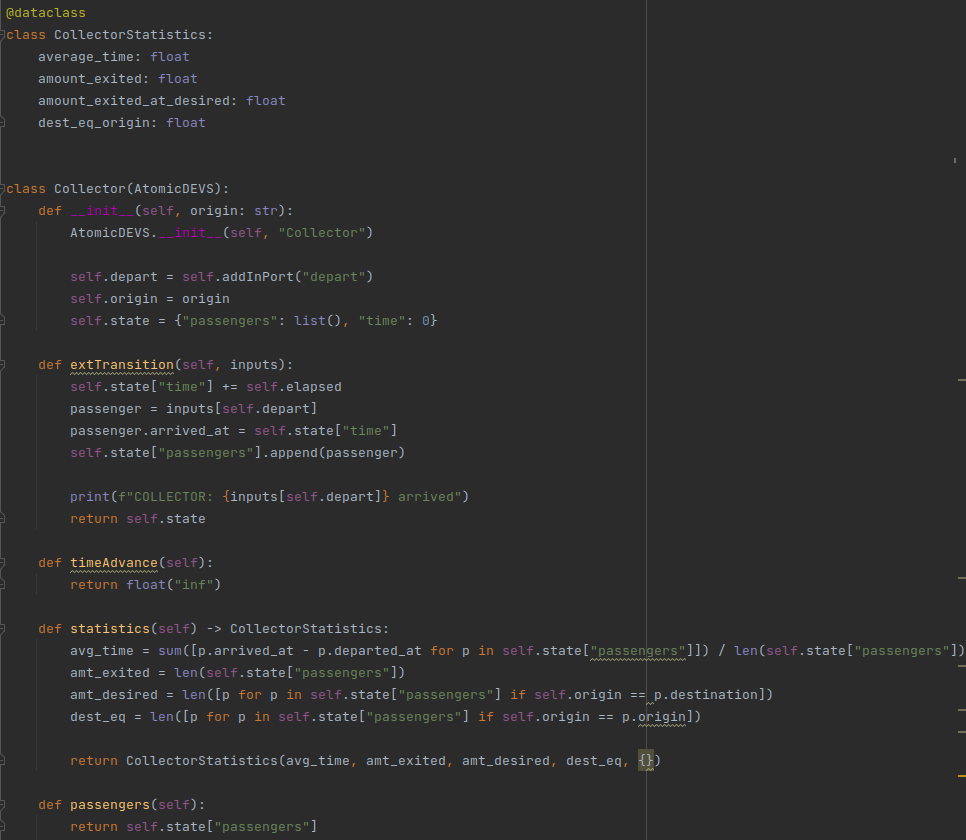 @dataclass
class CollectorStatistics:
    average_time: float
    amount_exited: float
    amount_exited_at_desired: float
    dest_eq_origin: float
class Collector(AtomicDEVS):
    def __init__(self, origin: str):
        AtomicDEVS.__init__(self, "Collector")
        self.depart = self.addInPort("depart")
        self.origin = origin
        self.state = {"passengers": list(), "time": 0}
    def extTransition(self, inputs):
        self.state["time"] += self.elapsed
        passenger = inputs[self.depart]
        passenger.arrived_at = self.state["time"]
        self.state["passengers"].append(passenger)
        print(f"COLLECTOR: {inputs[self.depart]} arrived")
        return self.state
    def timeAdvance(self):
        return float("inf")
    def statistics(self) -> CollectorStatistics:
        avg_time = sum([p.arrived_at - p.departed_at for p in self.state["passengers"]]) / len(self.state["passengers"])
        amt_exited = len(self.state["passengers"])
        amt_desired = len([p for p in self.state["passengers"] if self.origin == p.destination])
        dest_eq = len([p for p in self.state["passengers"] if self.origin == p.origin])
        return CollectorStatistics(avg_time, amt_exited, amt_desired, dest_eq, {})
    def passengers(self):
        return self.state["passengers"]